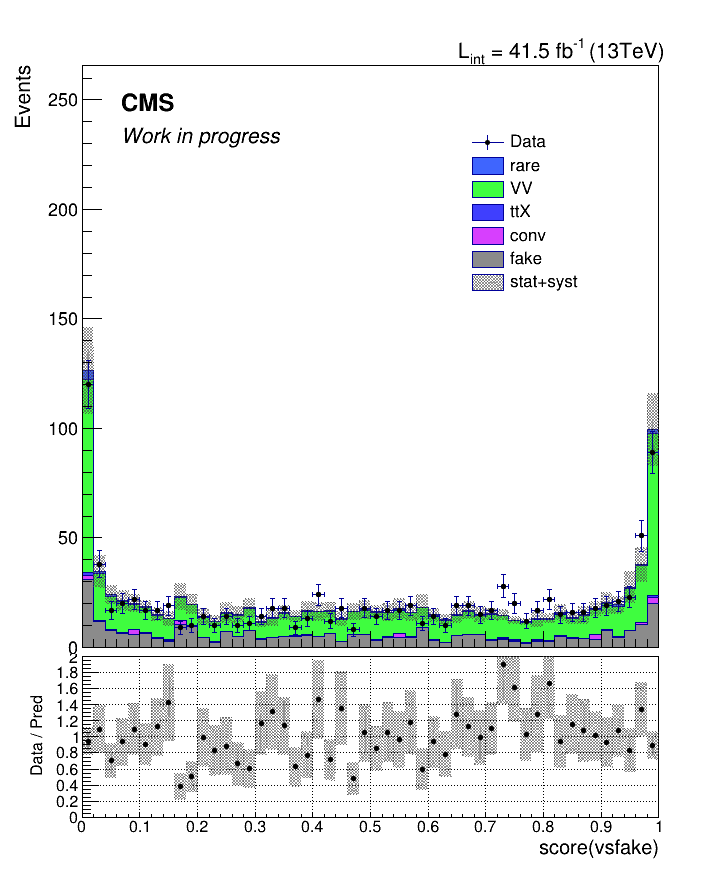 L_int = 41.5 fb^-1 (13TeV)
Events
CMS
Work in progress
Data
rare
VV
ttX
conv
fake
stat+syst
250
200
150
100
50
0
Data / Pred
2
1.8
1.6
1.4
1.2
1
0.8
0.6
0.4
0.2
0
0 0.1 0.2 0.3 0.4 0.5 0.6 0.7 0.8 0.9 1
score(vsfake)